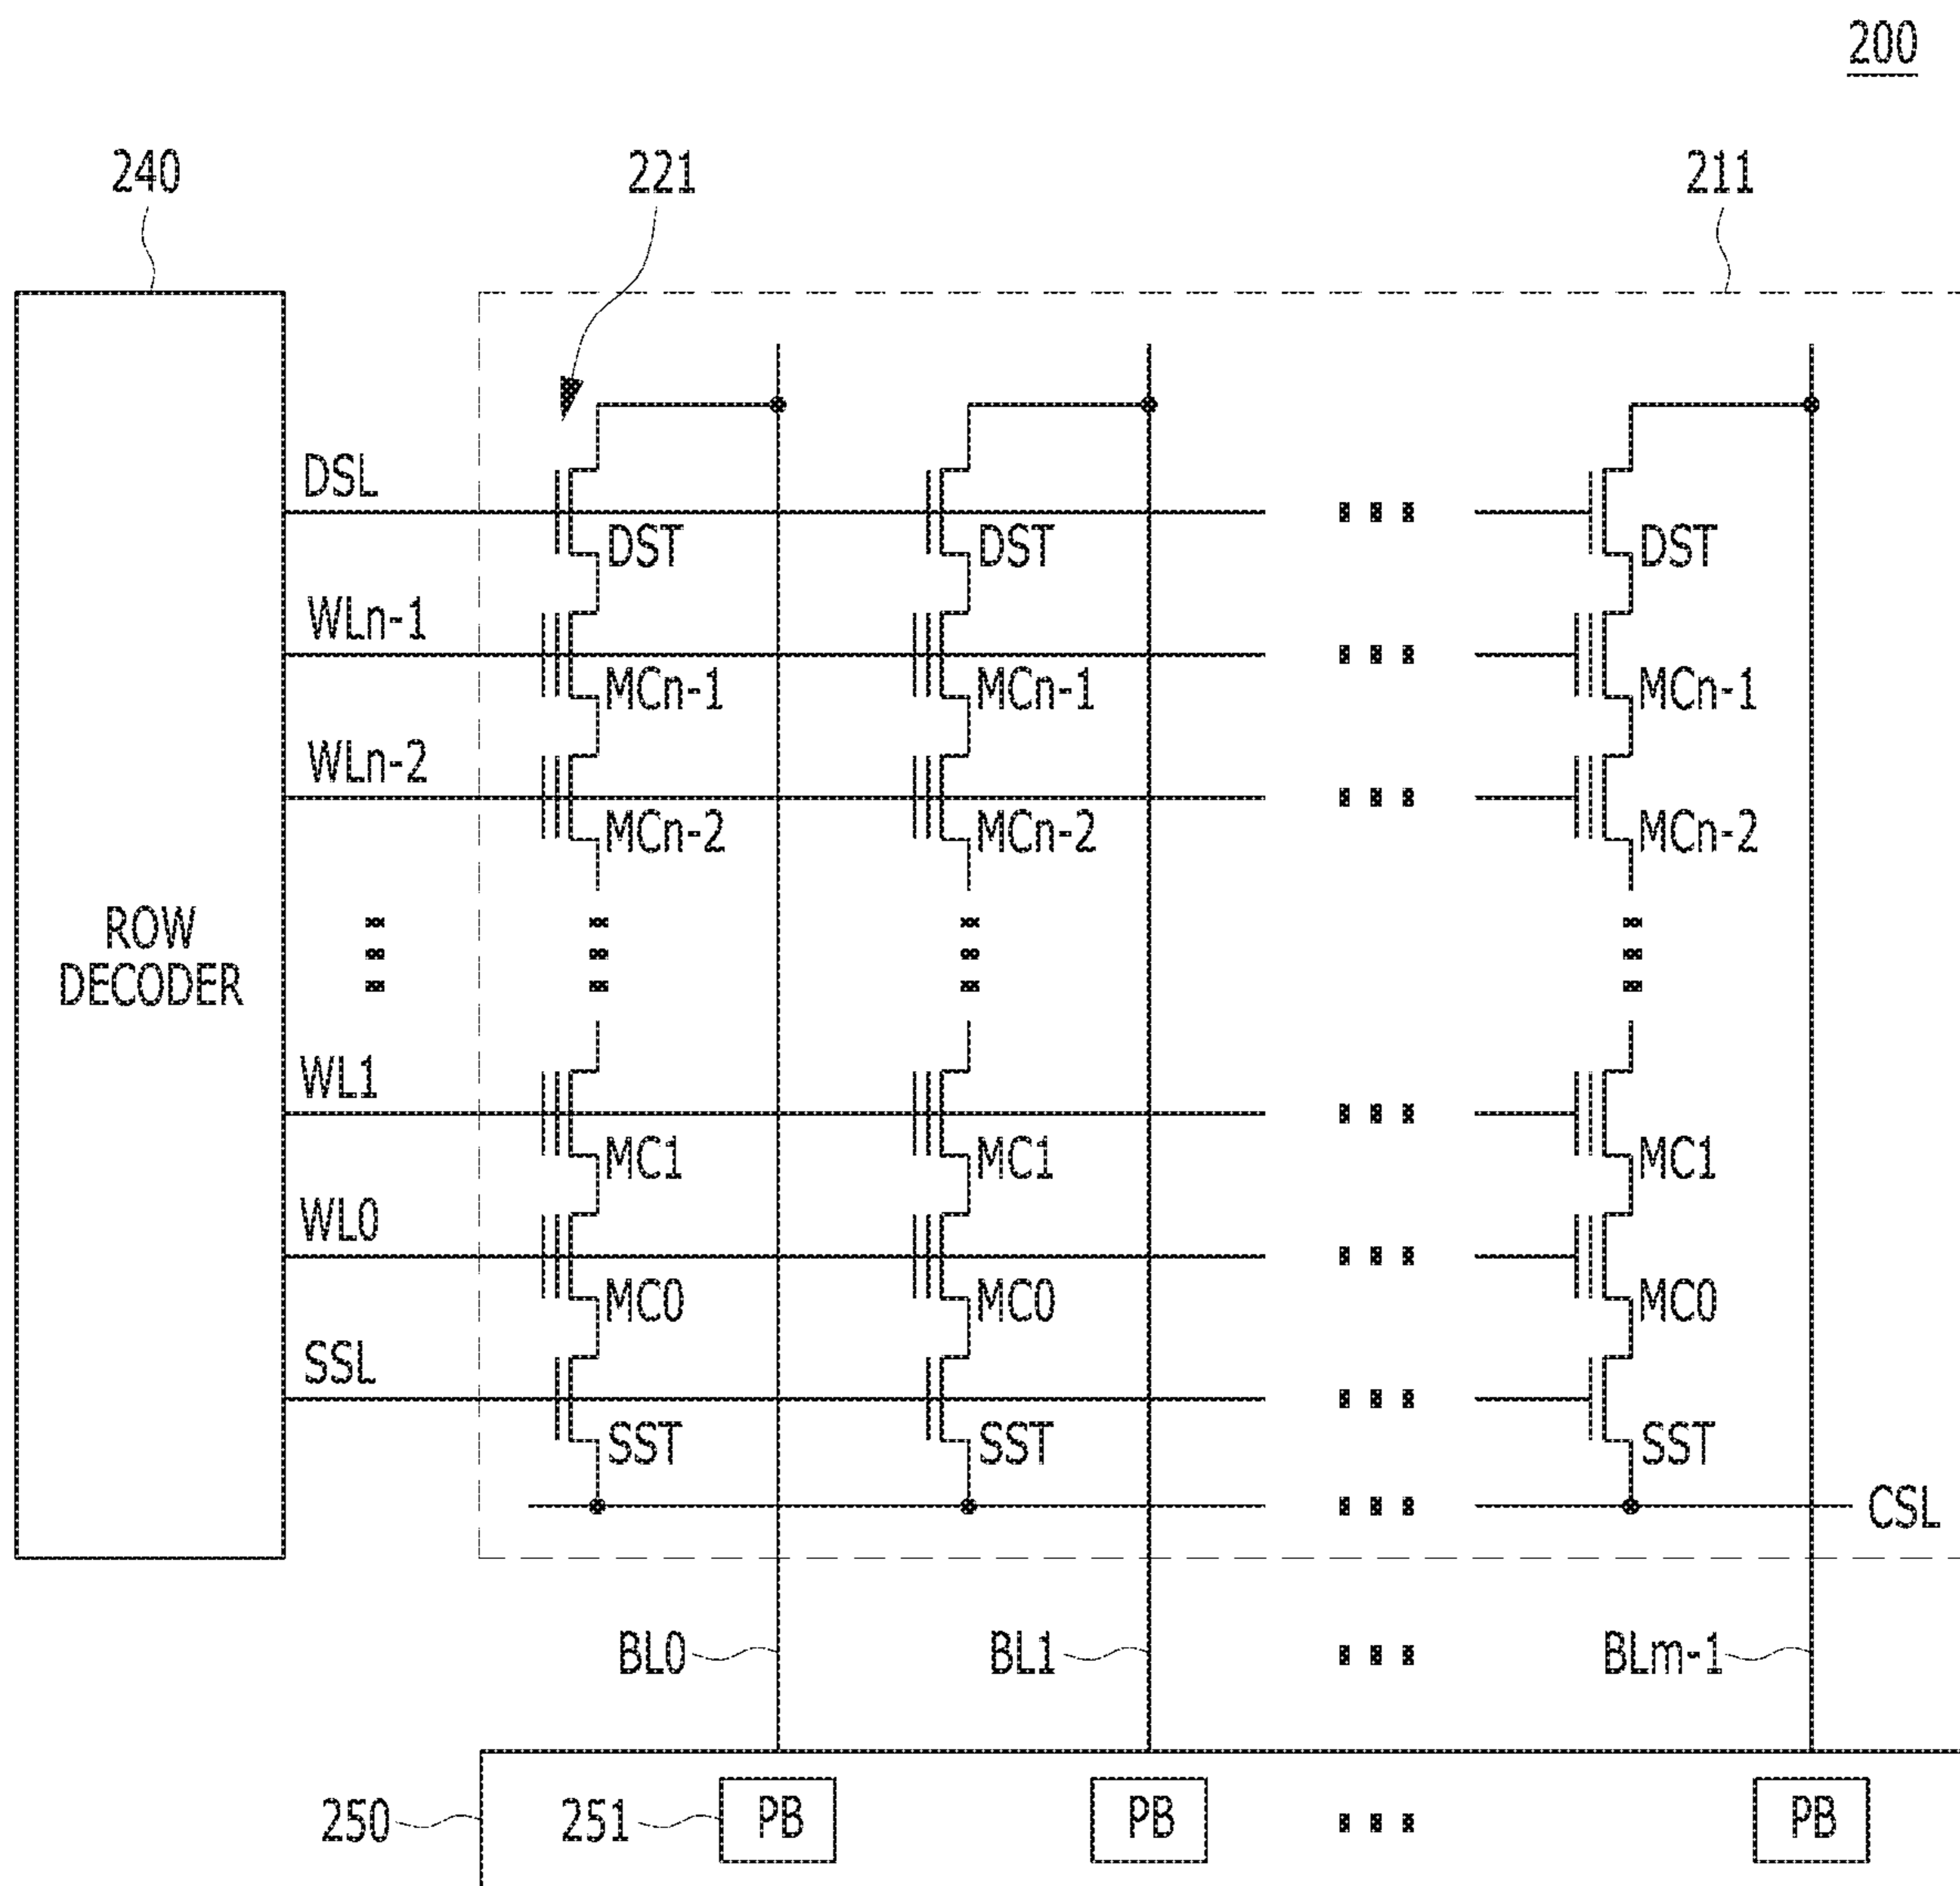 200
240 221 211
DSL
DST DST DST
WLn-1
MCn-1 MCn-1 MCn-1
WLn-2
MCn-2 MCn-2 MCn-2
ROW
DECODER
WL1
MC1 MC1 MC1
WL0
MC0 MC0 MC0
SSL
SST SST SST
CSL
BL0 BL1 BLm-1
250 251 PB PB PB